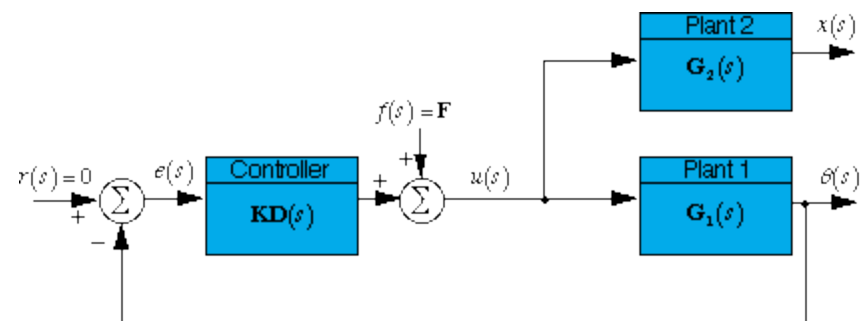 Plant 2
x(s)
G₂(s)
f(s) = F
r(s) = 0
e(s)
Controller
+
u(s)
Plant 1
θ(s)
+
Σ
+
Σ
KD(s)
G₁(s)
−